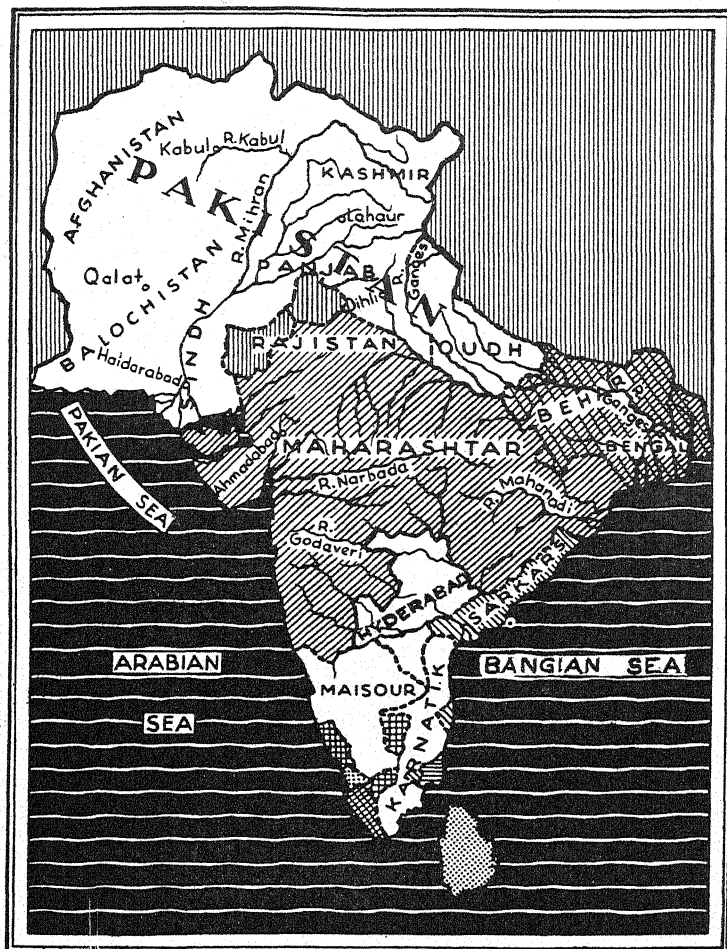 AFGHANISTAN
Kabul
R. Kabul
PAKISTAN
KASHMIR
Lahaur
R. Mihran
PANJAB
Qalat
BALOCHISTAN
SINDH
Haidarabad
Dihli
R. Ganges
RAJISTAN
OUDH
PAKIAN SEA
Ahmadabad
MAHARASHTAR
BEHAR
Ganges
BENGAL
R. Narbada
R. Mahanadi
R. Godaveri
HYDERABAD
SARKARS
ARABIAN
SEA
BANGIAN SEA
MAISOUR
KARNATIK